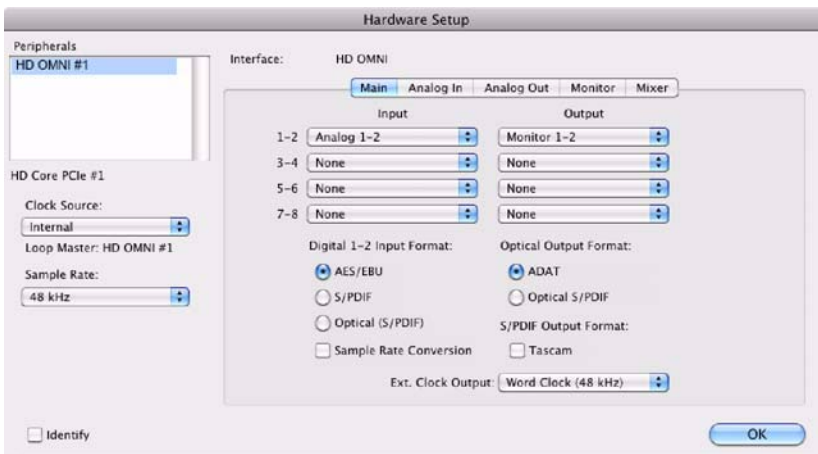 Hardware Setup
Peripherals
HD OMNI #1
HD Core PCIe #1
Clock Source:
Internal
Loop Master: HD OMNI #1
Sample Rate:
48 kHz
Identify
Interface: HD OMNI
Main Analog In Analog Out Monitor Mixer
Input Output
1-2 Analog 1-2 Monitor 1-2
3-4 None None
5-6 None None
7-8 None None
Digital 1-2 Input Format:
AES/EBU
S/PDIF
Optical (S/PDIF)
Sample Rate Conversion
Optical Output Format:
ADAT
Optical S/PDIF
S/PDIF Output Format:
Tascam
Ext. Clock Output: Word Clock (48 kHz)
OK